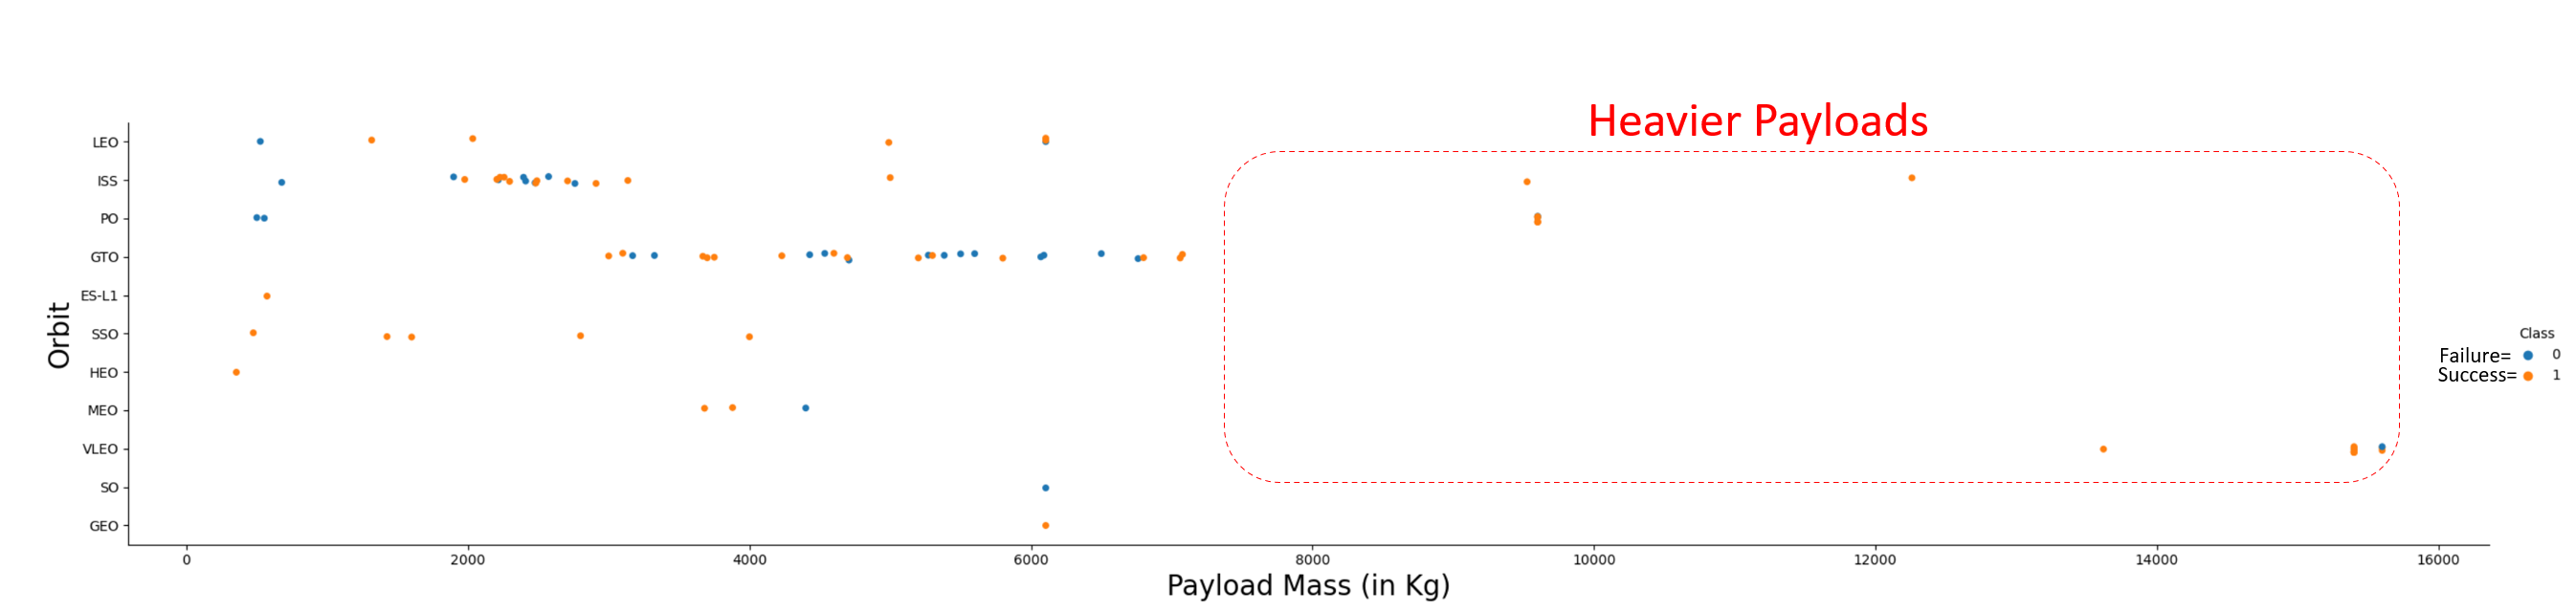 Heavier Payloads
LEO
ISS
PO
GTO
ES-L1
SSO
HEO
MEO
VLEO
SO
GEO
Orbit
Class
Failure= 0
Success= 1
0 2000 4000 6000 8000 10000 12000 14000 16000
Payload Mass (in Kg)